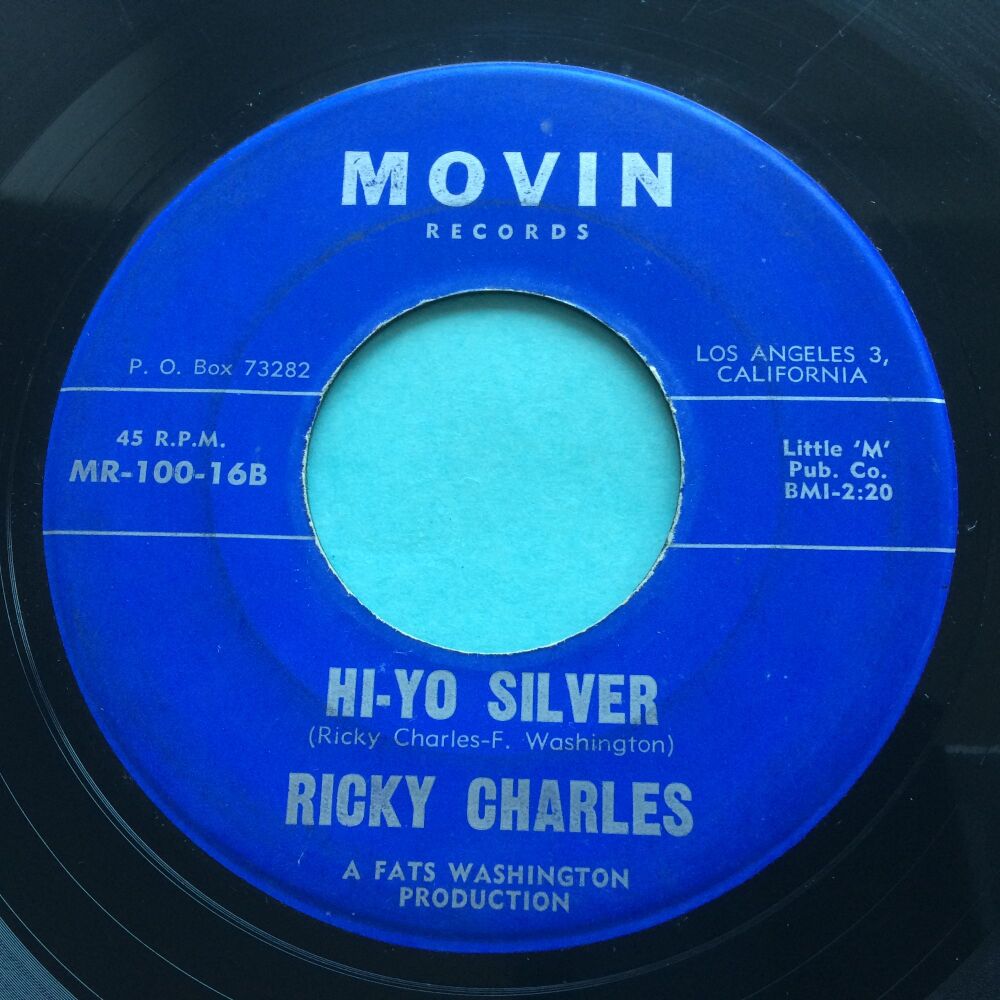 MOVIN
RECORDS
P. O. Box 73282
LOS ANGELES 3,
CALIFORNIA
45 R.P.M.
MR-100-16B
Little 'M'
Pub. Co.
BMI-2:20
HI-YO SILVER
(Ricky Charles-F. Washington)
RICKY CHARLES
A FATS WASHINGTON
PRODUCTION